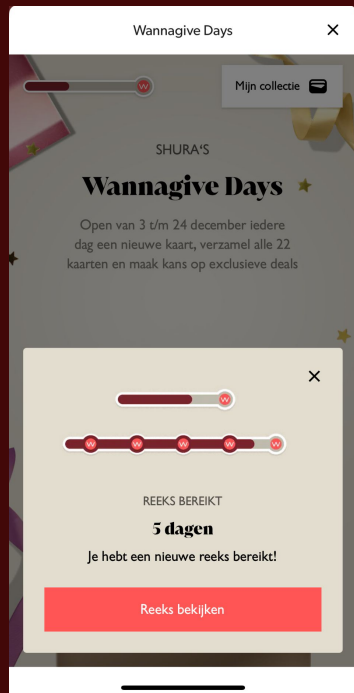 Wannagive Days
Mijn collectie
SHURA'S
Wannagive Days
Open van 3 t/m 24 december iedere
dag een nieuwe kaart, verzamel alle 22
kaarten en maak kans op exclusieve deals
REEKS BEREIKT
5 dagen
Je hebt een nieuwe reeks bereikt!
Reeks bekijken